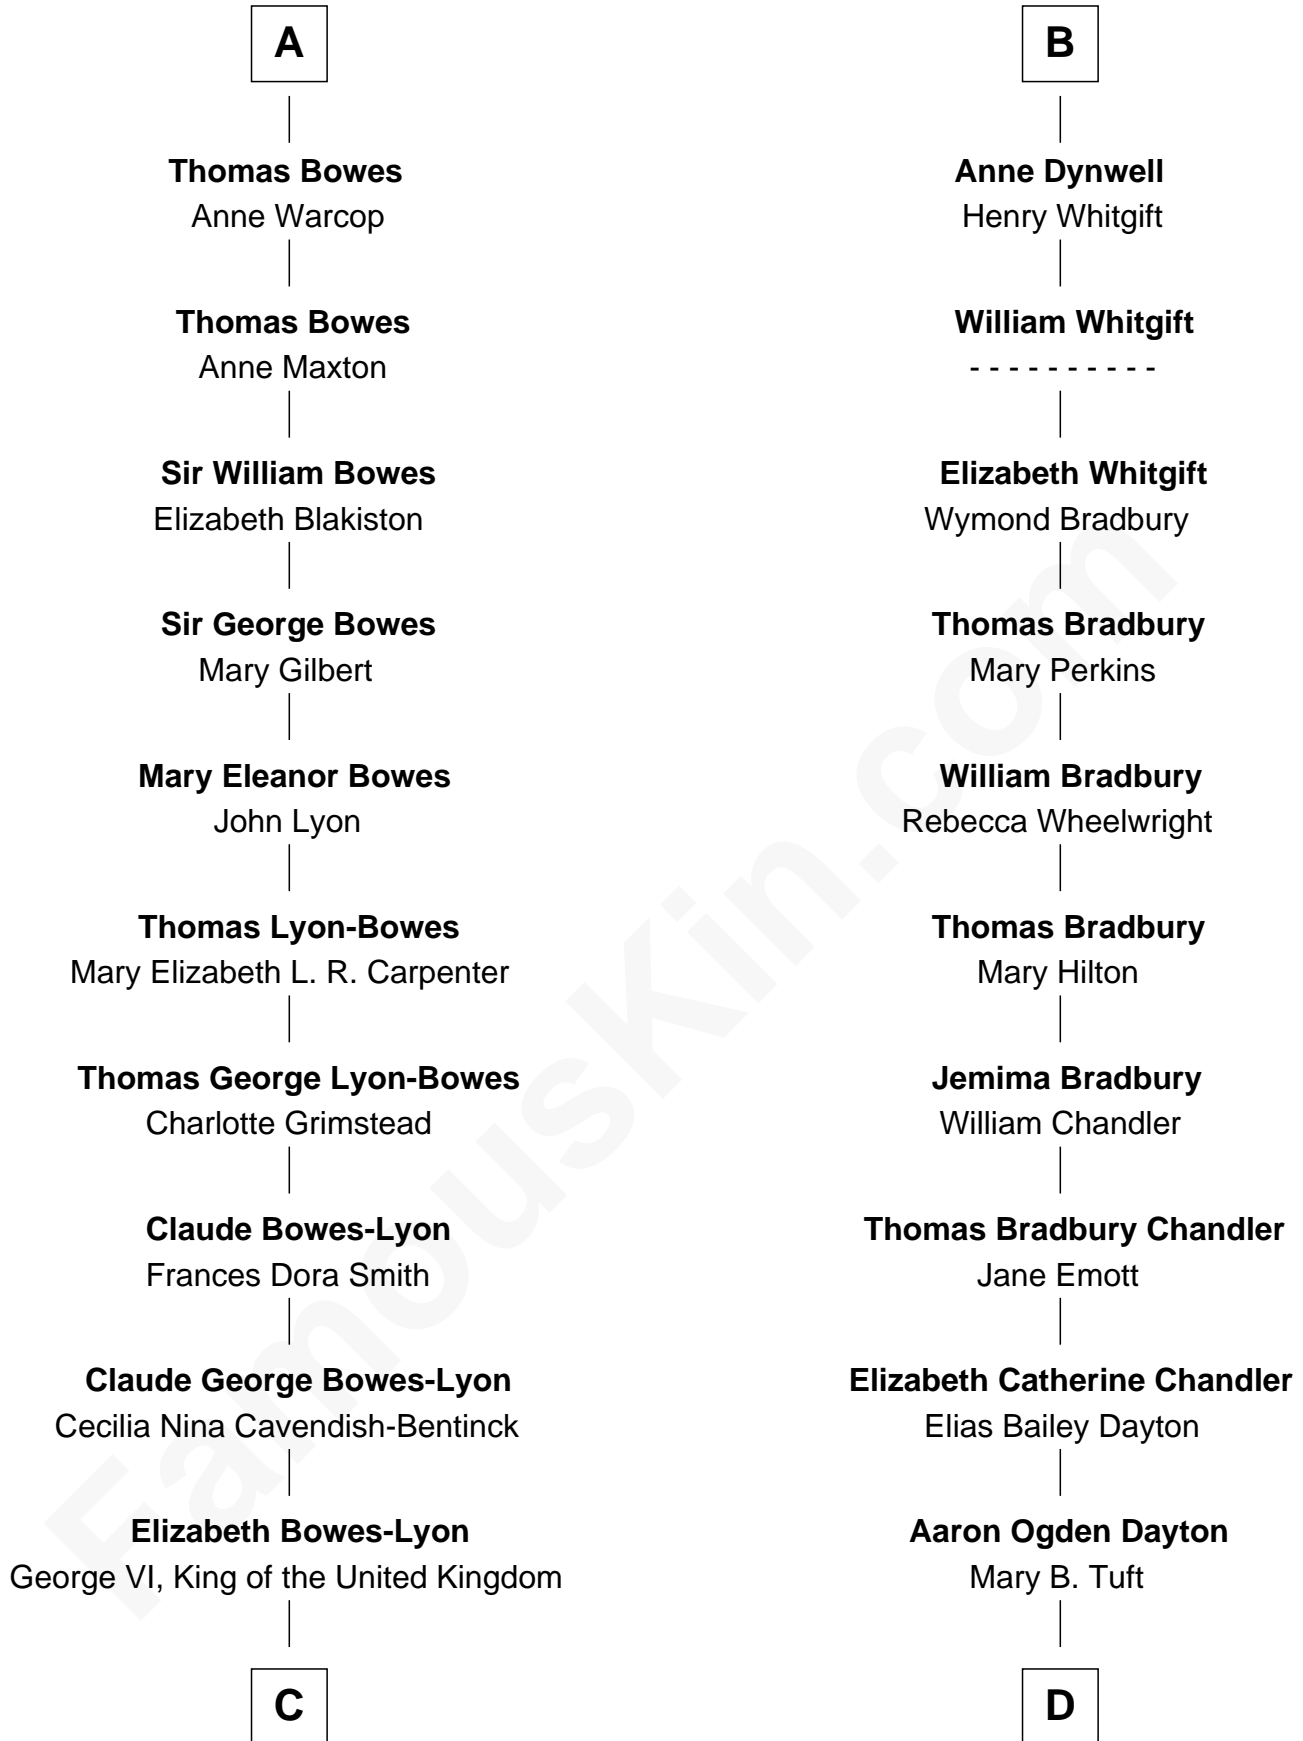 A
Thomas Bowes
Anne Warcop
Thomas Bowes
Anne Maxton
Sir William Bowes
Elizabeth Blakiston
Sir George Bowes
Mary Gilbert
Mary Eleanor Bowes
John Lyon
Thomas Lyon-Bowes
Mary Elizabeth L. R. Carpenter
Thomas George Lyon-Bowes
Charlotte Grimstead
Claude Bowes-Lyon
Frances Dora Smith
Claude George Bowes-Lyon
Cecilia Nina Cavendish-Bentinck
Elizabeth Bowes-Lyon
George VI, King of the United Kingdom
C
B
Anne Dynwell
Henry Whitgift
William Whitgift
- - - - - - - - - -
Elizabeth Whitgift
Wymond Bradbury
Thomas Bradbury
Mary Perkins
William Bradbury
Rebecca Wheelwright
Thomas Bradbury
Mary Hilton
Jemima Bradbury
William Chandler
Thomas Bradbury Chandler
Jane Emott
Elizabeth Catherine Chandler
Elias Bailey Dayton
Aaron Ogden Dayton
Mary B. Tuft
D
FamousKin.com